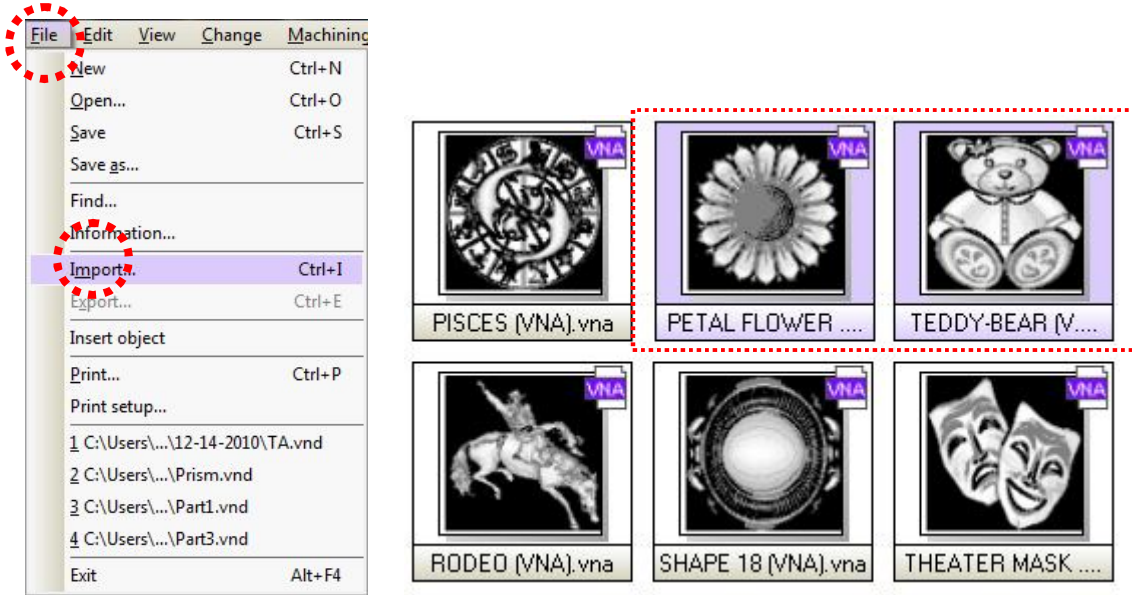 File Edit View Change Machining
New Ctrl+N
Open... Ctrl+O
Save Ctrl+S
Save as...
Find...
Information...
Import... Ctrl+I
Export... Ctrl+E
Insert object
Print... Ctrl+P
Print setup...
1 C:\Users\...\12-14-2010\TA.vnd
2 C:\Users\...\Prism.vnd
3 C:\Users\...\Part1.vnd
4 C:\Users\...\Part3.vnd
Exit Alt+F4
VNA VNA VNA
PISCES (VNA).vna PETAL FLOWER .... TEDDY-BEAR (V....
VNA VNA VNA
RODEO (VNA).vna SHAPE 18 (VNA).vna THEATER MASK ....